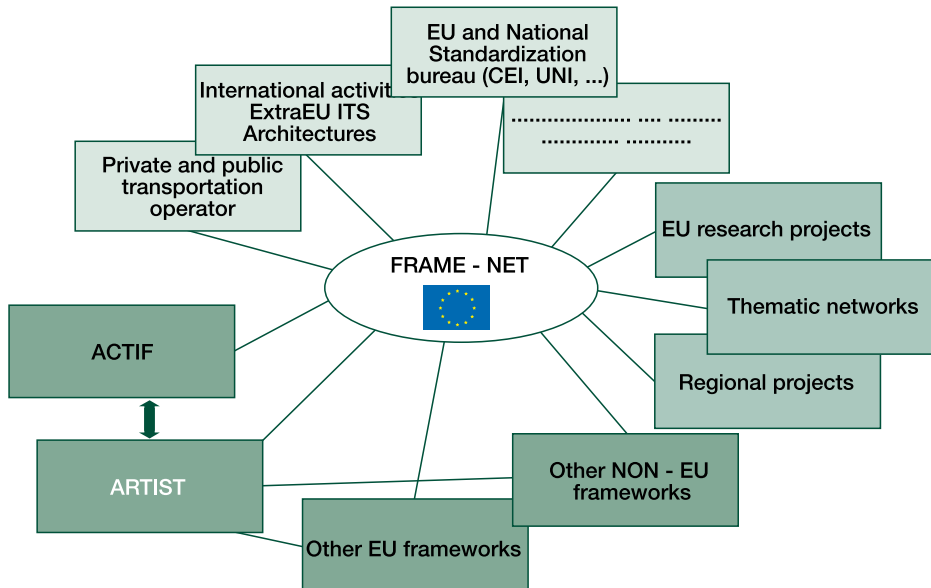 EU and National
Standardization
bureau (CEI, UNI, ...)
International activitie
ExtraEU ITS
Architectures
..................... .... .........
.............. ...........
Private and public
transportation
operator
EU research projects
FRAME - NET
Thematic networks
ACTIF
Regional projects
ARTIST
Other NON - EU
frameworks
Other EU frameworks